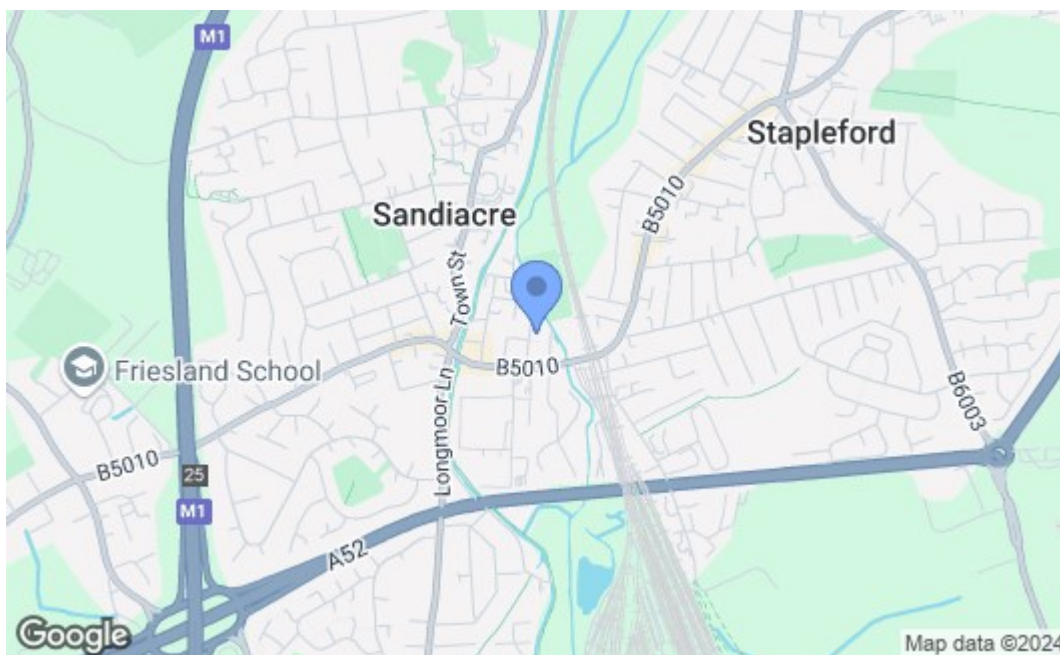 M1
Stapleford
B5010
Sandiacre
Town St
B5010
Friesland School
Longmoor Ln
B6003
B5010
25
M1
A52
Google
Map data ©2024